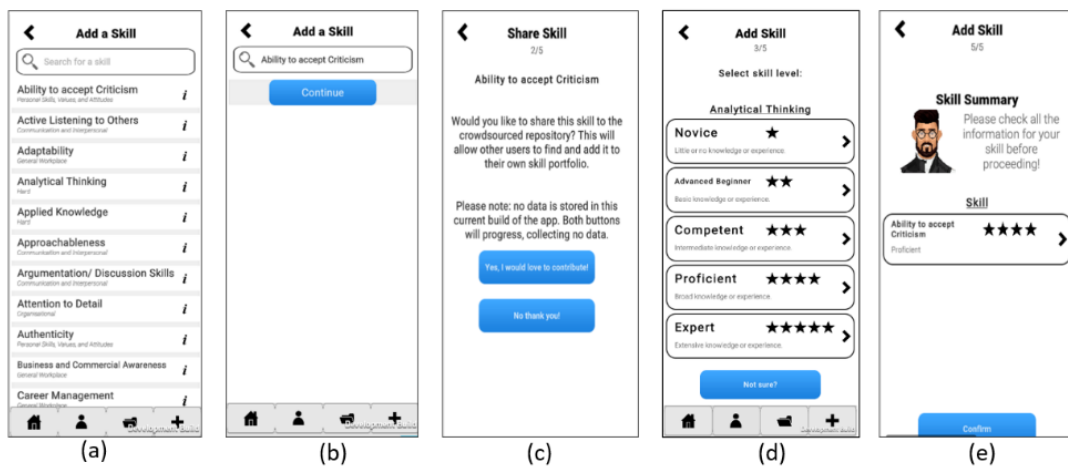 Add a Skill
Search for a skill
Ability to accept Criticism
Personal Skills, Values, and Attitudes
i
Active Listening to Others
Communication and Interpersonal
i
Adaptability
General Workplace
i
Analytical Thinking
Hard
i
Applied Knowledge
Hard
i
Approachableness
Communication and Interpersonal
i
Argumentation/ Discussion Skills
Communication and Interpersonal
i
Attention to Detail
Organisational
i
Authenticity
Personal Skills, Values, and Attitudes
i
Business and Commercial Awareness
General Workplace
i
Career Management
General Workplace
i
Development Build
(a)
Add a Skill
Ability to accept Criticism
Continue
Development Build
(b)
Share Skill
2/5
Ability to accept Criticism
Would you like to share this skill to the
crowdsourced repository? This will
allow other users to find and add it to
their own skill portfolio.
Please note: no data is stored in this
current build of the app. Both buttons
will progress, collecting no data.
Yes, I would love to contribute!
No thank you!
(c)
Add Skill
3/5
Select skill level:
Analytical Thinking
Novice
Little or no knowledge or experience.
Advanced Beginner
Basic knowledge or experience.
Competent
Intermediate knowledge or experience.
Proficient
Broad knowledge or experience.
Expert
Extensive knowledge or experience.
Not sure?
Development Build
(d)
Add Skill
5/5
Skill Summary
Please check all the
information for your
skill before
proceeding!
Skill
Ability to accept
Criticism
Proficient
Confirm
(e)